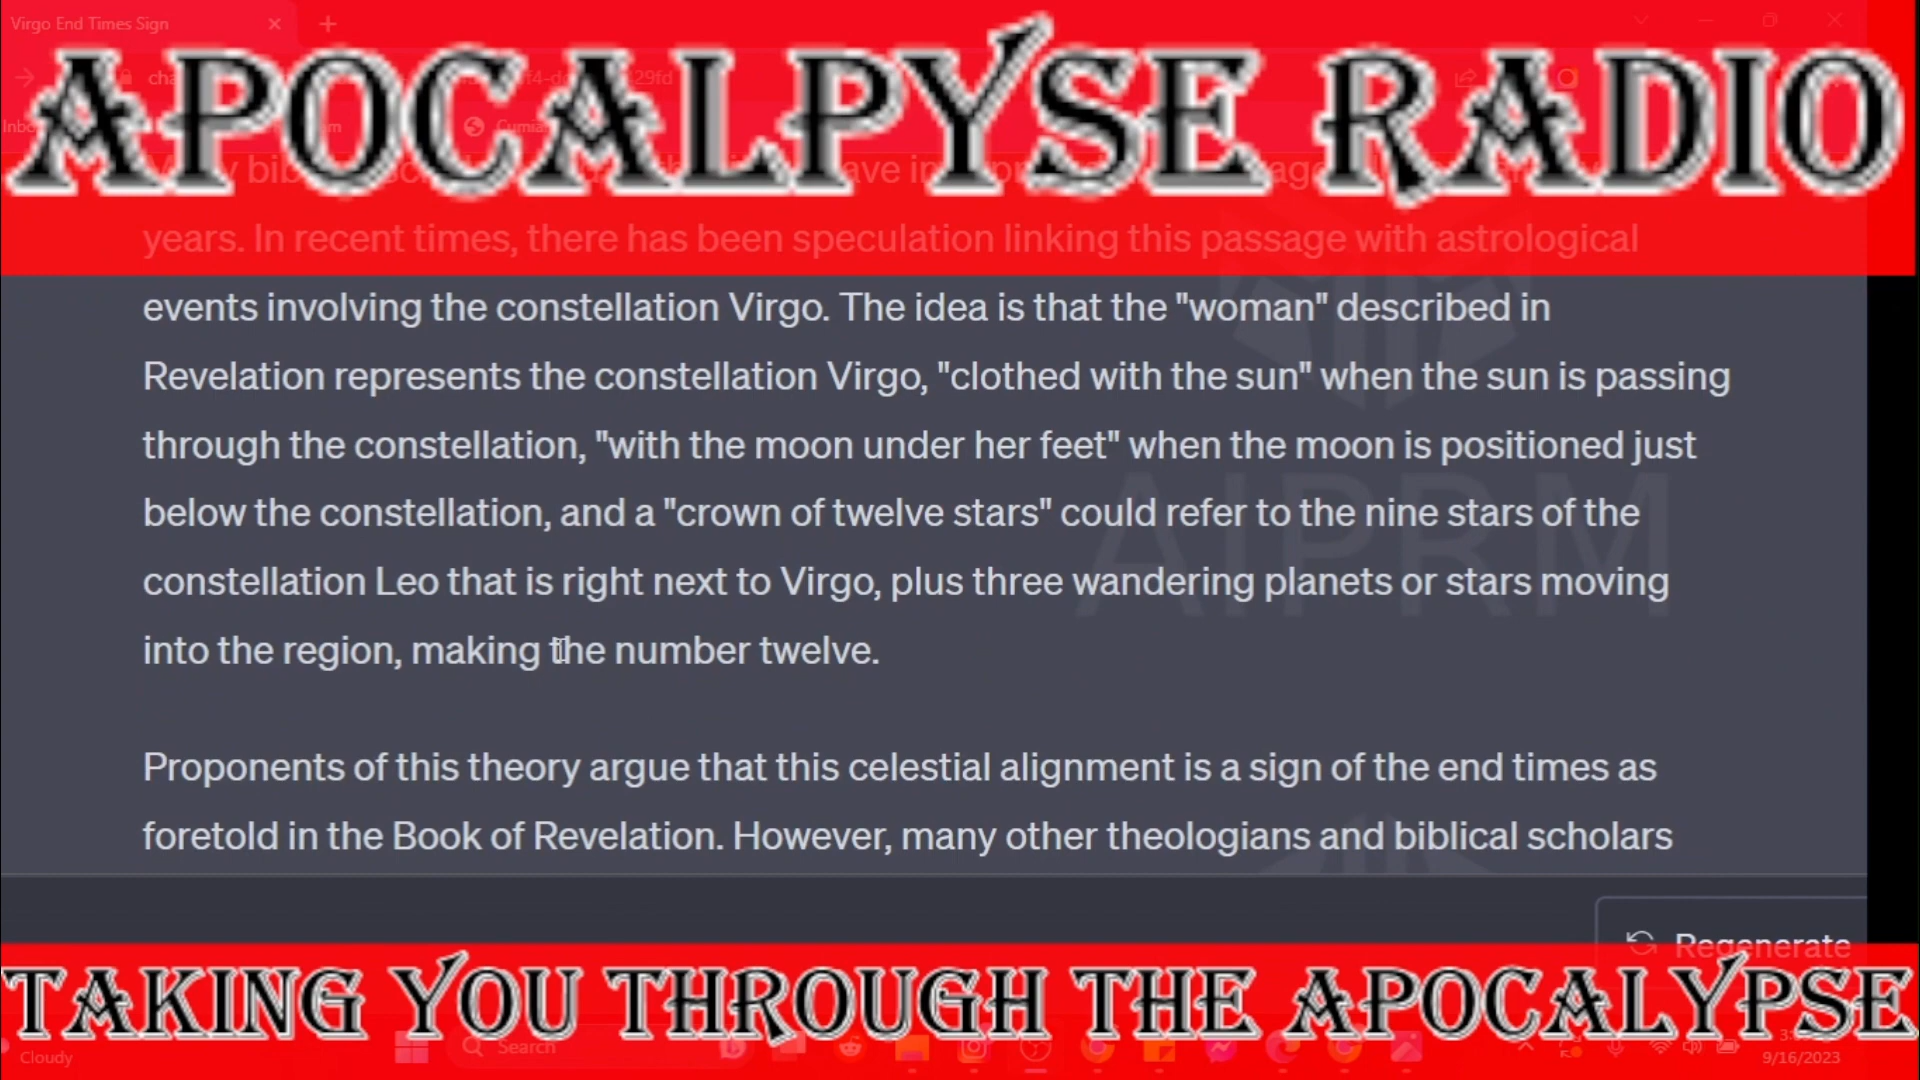 Virgo End Times Sign
APOCALPYSE RADIO
years. In recent times, there has been speculation linking this passage with astrological
events involving the constellation Virgo. The idea is that the "woman" described in
Revelation represents the constellation Virgo, "clothed with the sun" when the sun is passing
through the constellation, "with the moon under her feet" when the moon is positioned just
below the constellation, and a "crown of twelve stars" could refer to the nine stars of the
constellation Leo that is right next to Virgo, plus three wandering planets or stars moving
into the region, making the number twelve.
AIPRM
Proponents of this theory argue that this celestial alignment is a sign of the end times as
foretold in the Book of Revelation. However, many other theologians and biblical scholars
Regenerate
TAKING YOU THROUGH THE APOCALYPSE
Search
Cloudy
9/16/2023